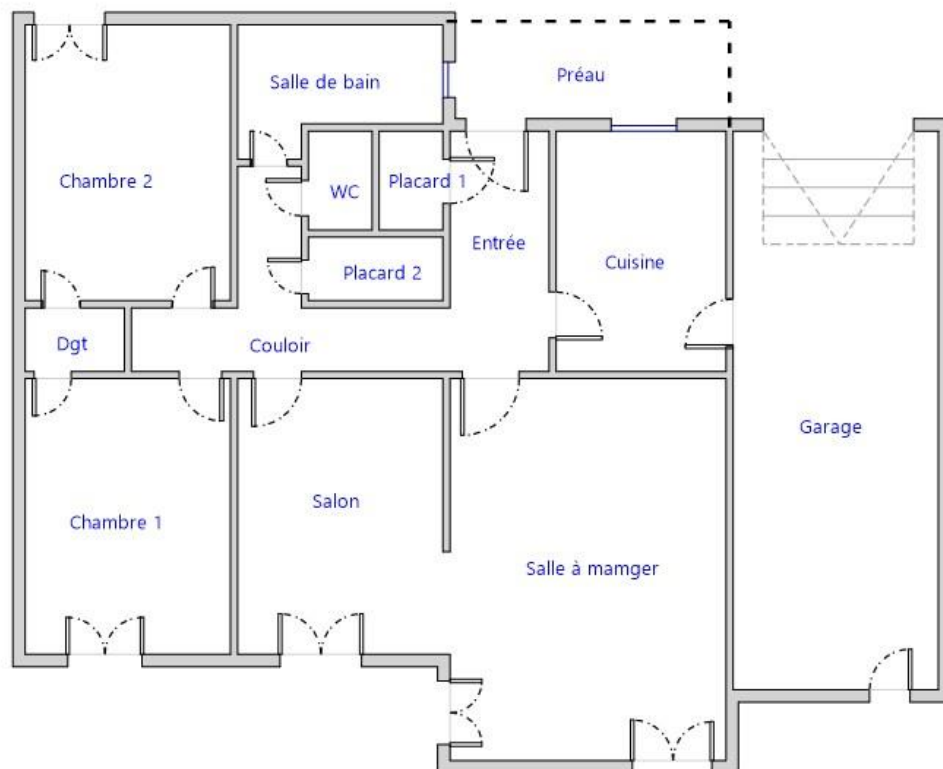 Préau
Salle de bain
Chambre 2
WC
Placard 1
Entrée
Placard 2
Cuisine
Dgt
Couloir
Garage
Chambre 1
Salon
Salle à mamger